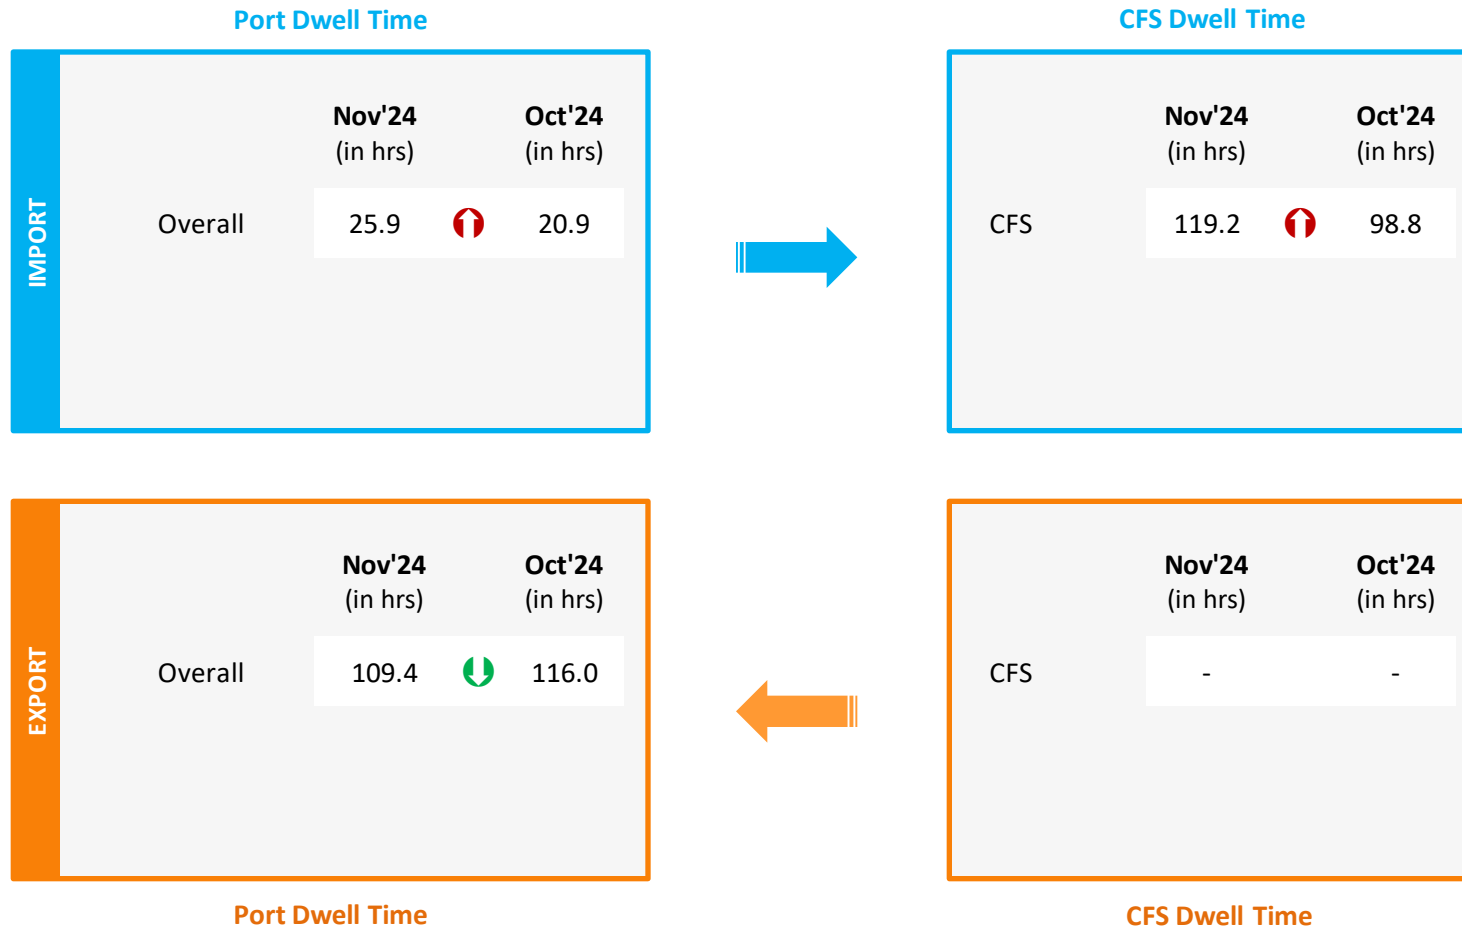 Port Dwell Time
CFS Dwell Time
IMPORT
Nov'24 Oct'24
(in hrs) (in hrs)
Overall 25.9 20.9
Nov'24 Oct'24
(in hrs) (in hrs)
CFS 119.2 98.8
EXPORT
Nov'24 Oct'24
(in hrs) (in hrs)
Overall 109.4 116.0
Nov'24 Oct'24
(in hrs) (in hrs)
CFS - -
Port Dwell Time
CFS Dwell Time